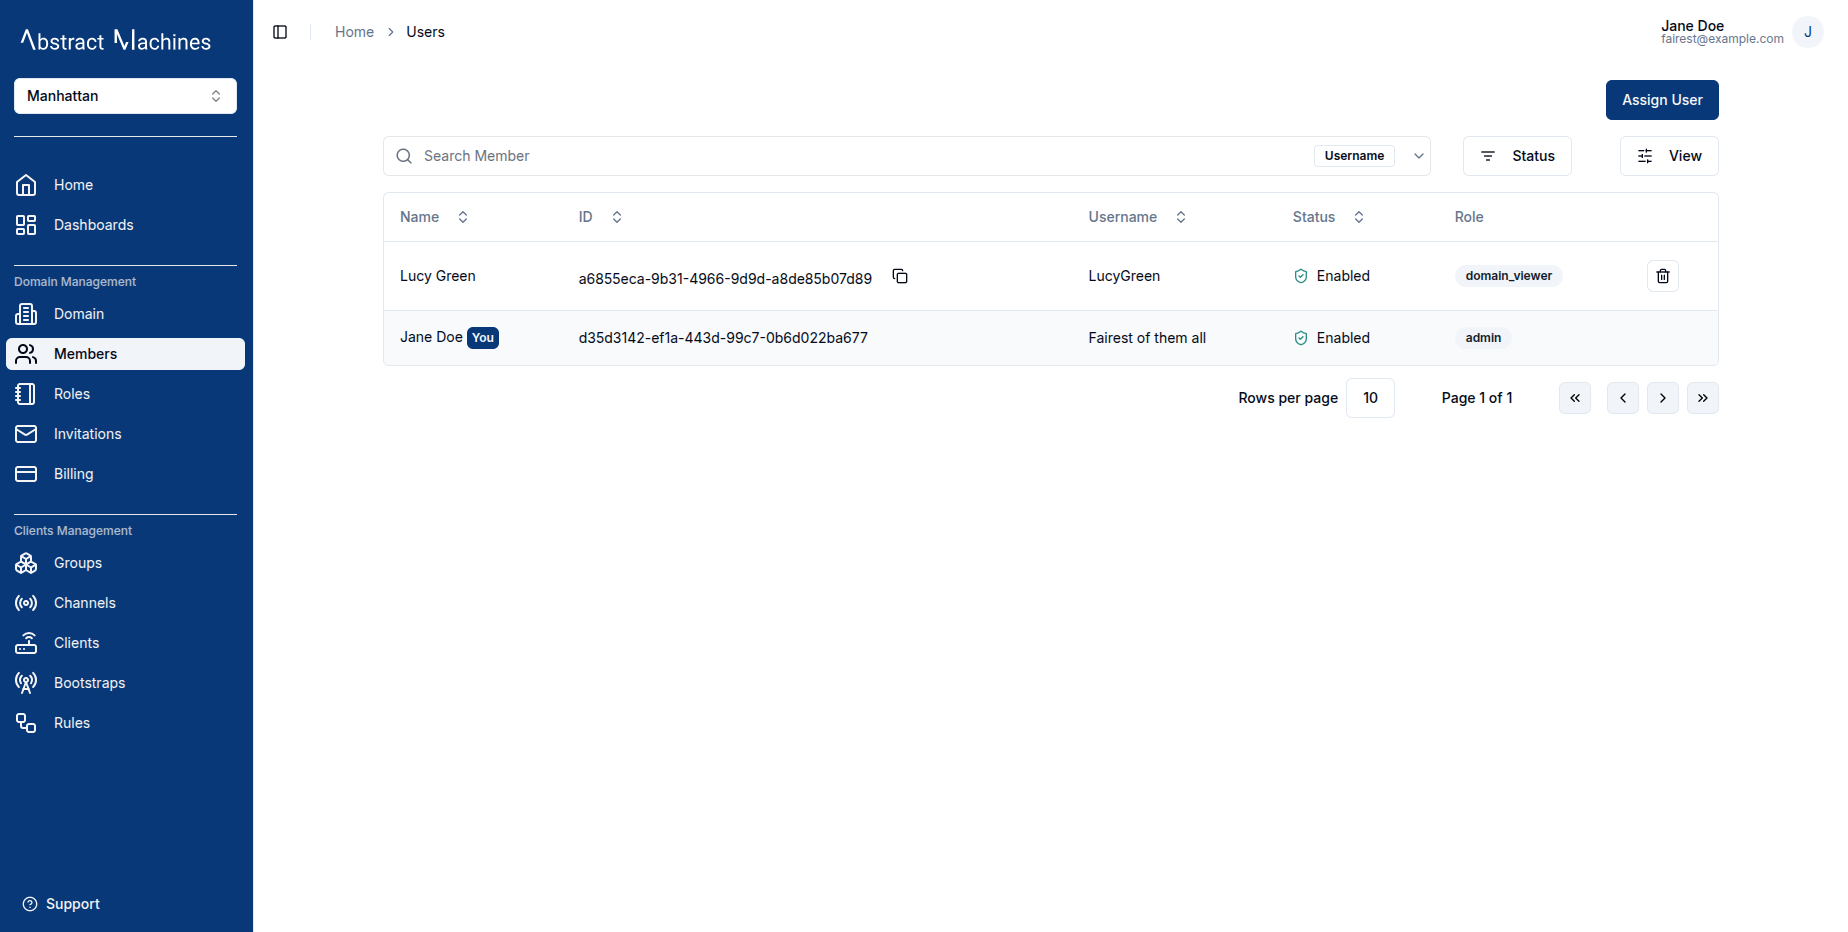 Abstract Machines
Manhattan
Home
Dashboards
Domain Management
Domain
Members
Roles
Invitations
Billing
Clients Management
Groups
Channels
Clients
Bootstraps
Rules
Support
Home > Users
Jane Doe
fairest@example.com
J
Assign User
Search Member Username Status View
Name ID Username Status Role
Lucy Green a6855eca-9b31-4966-9d9d-a8de85b07d89 LucyGreen Enabled domain_viewer
Jane Doe You d35d3142-ef1a-443d-99c7-0b6d022ba677 Fairest of them all Enabled admin
Rows per page 10 Page 1 of 1